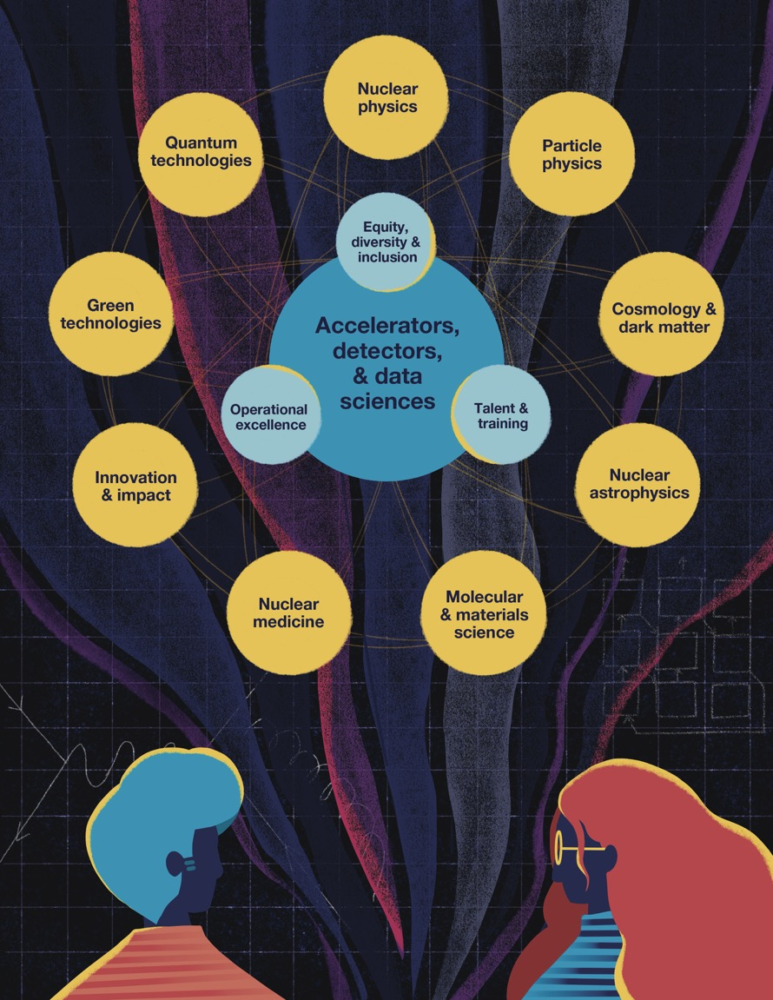 Nuclear
physics
Quantum
technologies
Particle
physics
Equity,
diversity &
inclusion
Green
technologies
Accelerators,
detectors,
& data
sciences
Cosmology &
dark matter
Operational
excellence
Talent &
training
Innovation
& impact
Nuclear
astrophysics
Nuclear
medicine
Molecular
& materials
science